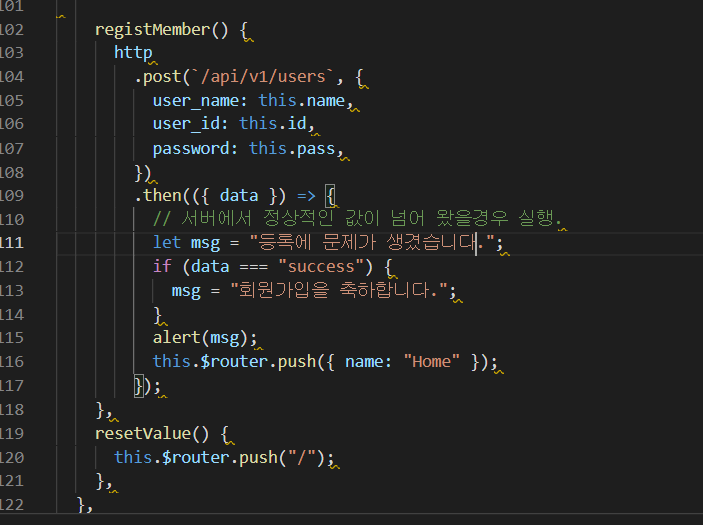 101
102 registMember() {
103 http
104 .post(`/api/v1/users`, {
105 user_name: this.name,
106 user_id: this.id,
107 password: this.pass,
108 })
109 .then(({ data }) => {
110 // 서버에서 정상적인 값이 넘어 왔을경우 실행.
111 let msg = "등록에 문제가 생겼습니다.";
112 if (data === "success") {
113 msg = "회원가입을 축하합니다.";
114 }
115 alert(msg);
116 this.$router.push({ name: "Home" });
117 });
118 },
119 resetValue() {
120 this.$router.push("/");
121 },
122 },